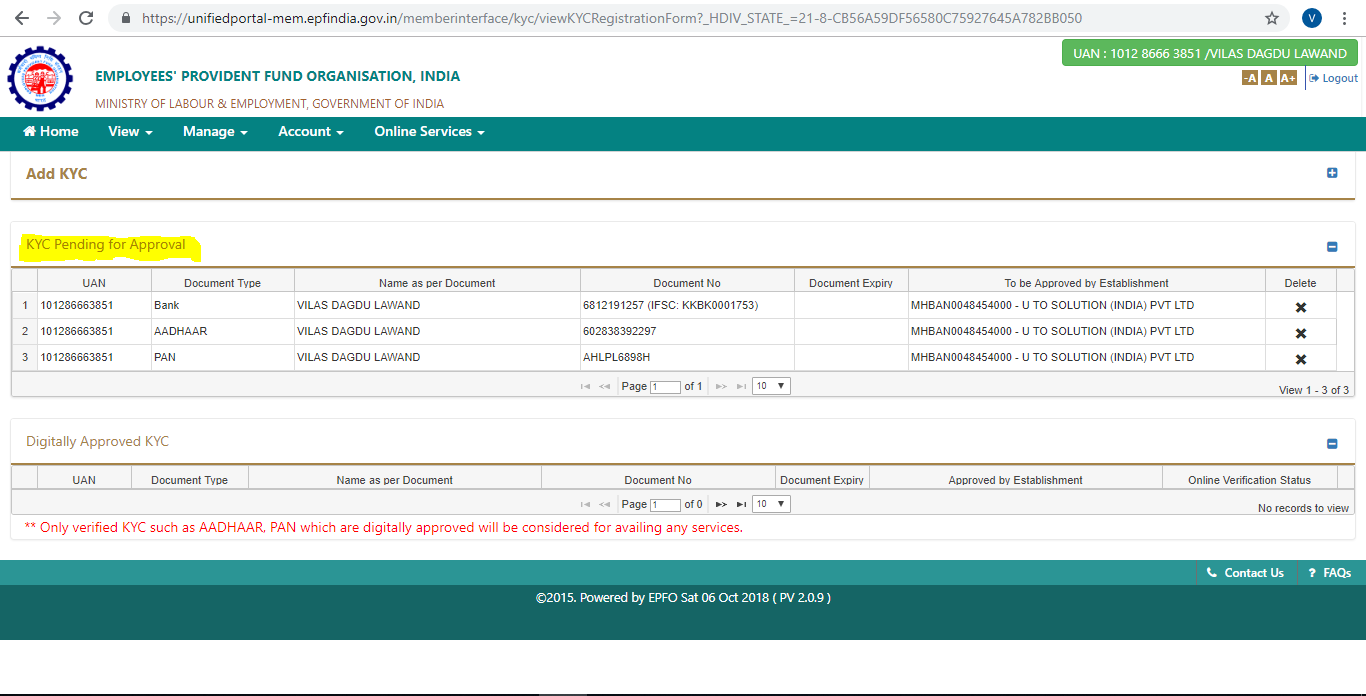 https://unifiedportal-mem.epfindia.gov.in/memberinterface/kyc/viewKYCRegistrationForm?_HDIV_STATE_=21-8-CB56A59DF56580C75927645A782BB050 V
UAN : 1012 8666 3851 /VILAS DAGDU LAWAND
EMPLOYEES' PROVIDENT FUND ORGANISATION, INDIA
-A A A+ Logout
MINISTRY OF LABOUR & EMPLOYMENT, GOVERNMENT OF INDIA
Home View Manage Account Online Services
Add KYC
KYC Pending for Approval
UAN Document Type Name as per Document Document No Document Expiry To be Approved by Establishment Delete
1 101286663851 Bank VILAS DAGDU LAWAND 6812191257 (IFSC: KKBK0001753) MHBAN0048454000 - U TO SOLUTION (INDIA) PVT LTD
2 101286663851 AADHAAR VILAS DAGDU LAWAND 602838392297 MHBAN0048454000 - U TO SOLUTION (INDIA) PVT LTD
3 101286663851 PAN VILAS DAGDU LAWAND AHLPL6898H MHBAN0048454000 - U TO SOLUTION (INDIA) PVT LTD
Page 1 of 1 10 View 1 - 3 of 3
Digitally Approved KYC
UAN Document Type Name as per Document Document No Document Expiry Approved by Establishment Online Verification Status
Page 1 of 0 10 No records to view
** Only verified KYC such as AADHAAR, PAN which are digitally approved will be considered for availing any services.
Contact Us ? FAQs
©2015. Powered by EPFO Sat 06 Oct 2018 ( PV 2.0.9 )